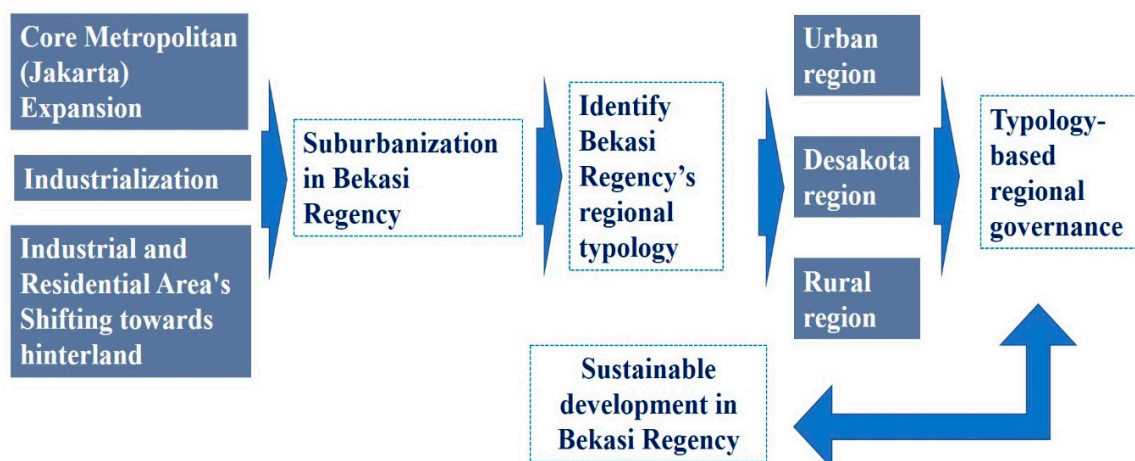 Core Metropolitan
(Jakarta)
Expansion
Industrialization
Industrial and
Residential Area's
Shifting towards
hinterland
Suburbanization
in Bekasi
Regency
Identify
Bekasi
Regency's
regional
typology
Urban
region
Desakota
region
Rural
region
Typology-
based
regional
governance
Sustainable
development in
Bekasi Regency